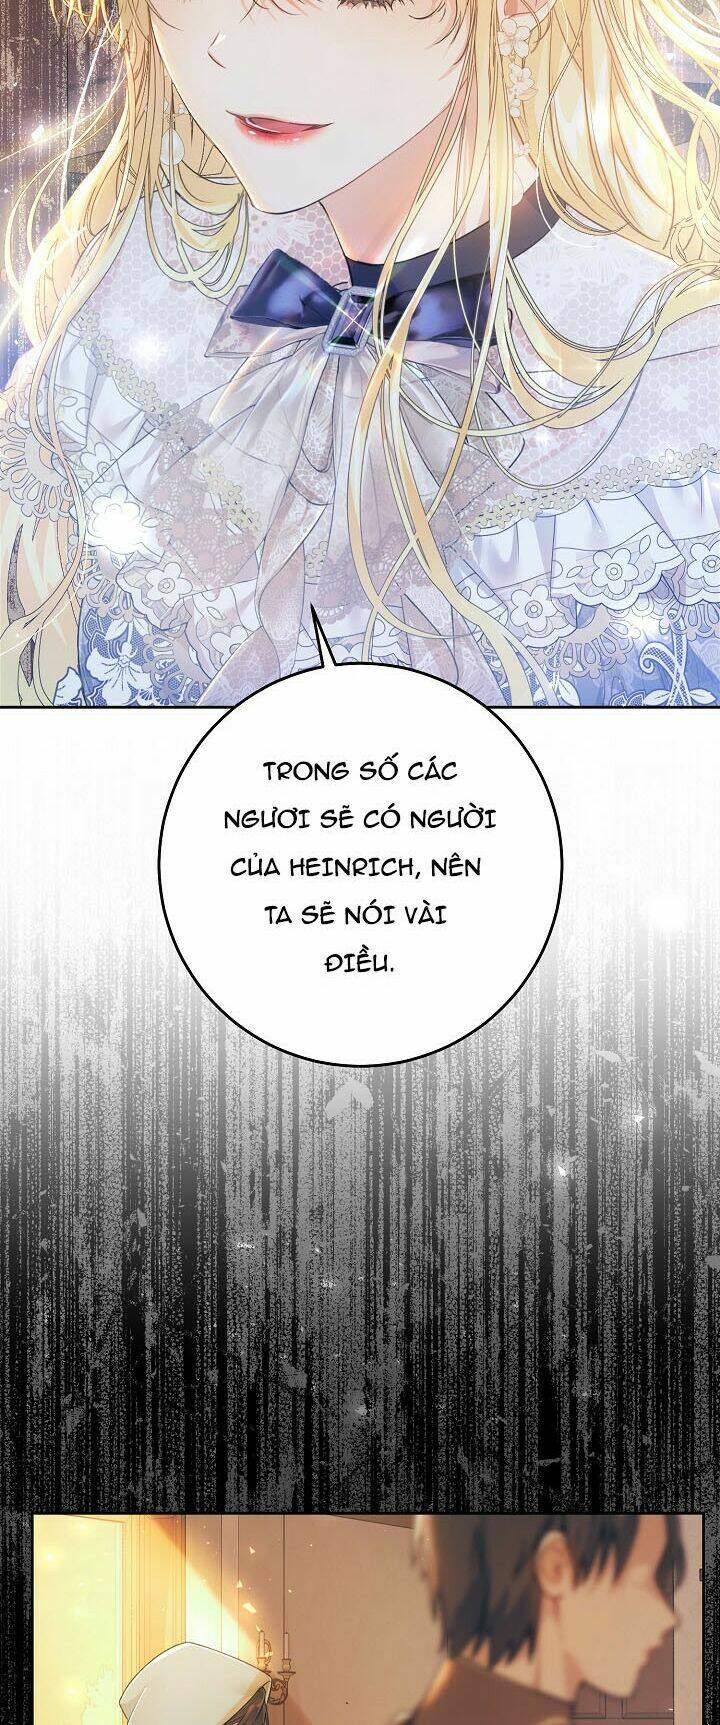 TRONG SỐ CÁC
NGƯƠI SẼ CÓ NGƯỜI
CỦA HEINRICH, NÊN
TA SẼ NÓI VÀI
ĐIỀU.